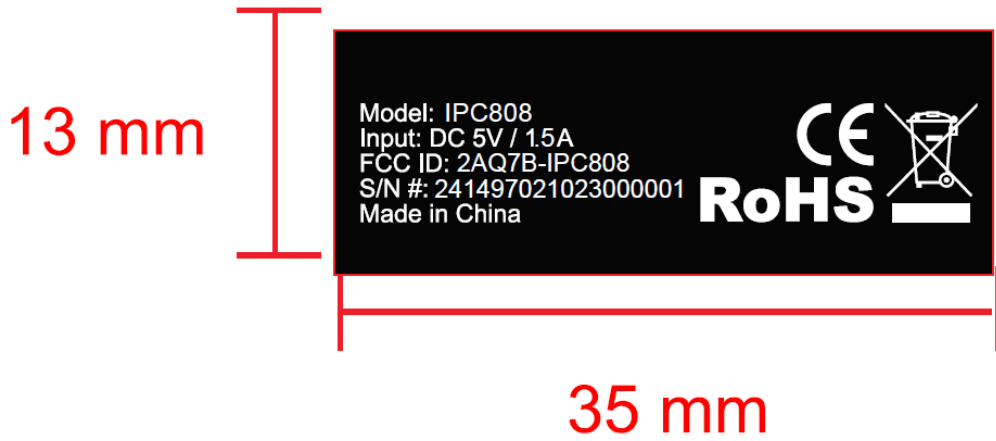 13 mm
Model: IPC808
Input: DC 5V / 1.5A
FCC ID: 2AQ7B-IPC808
S/N #: 241497021023000001
Made in China
CE
RoHS
35 mm